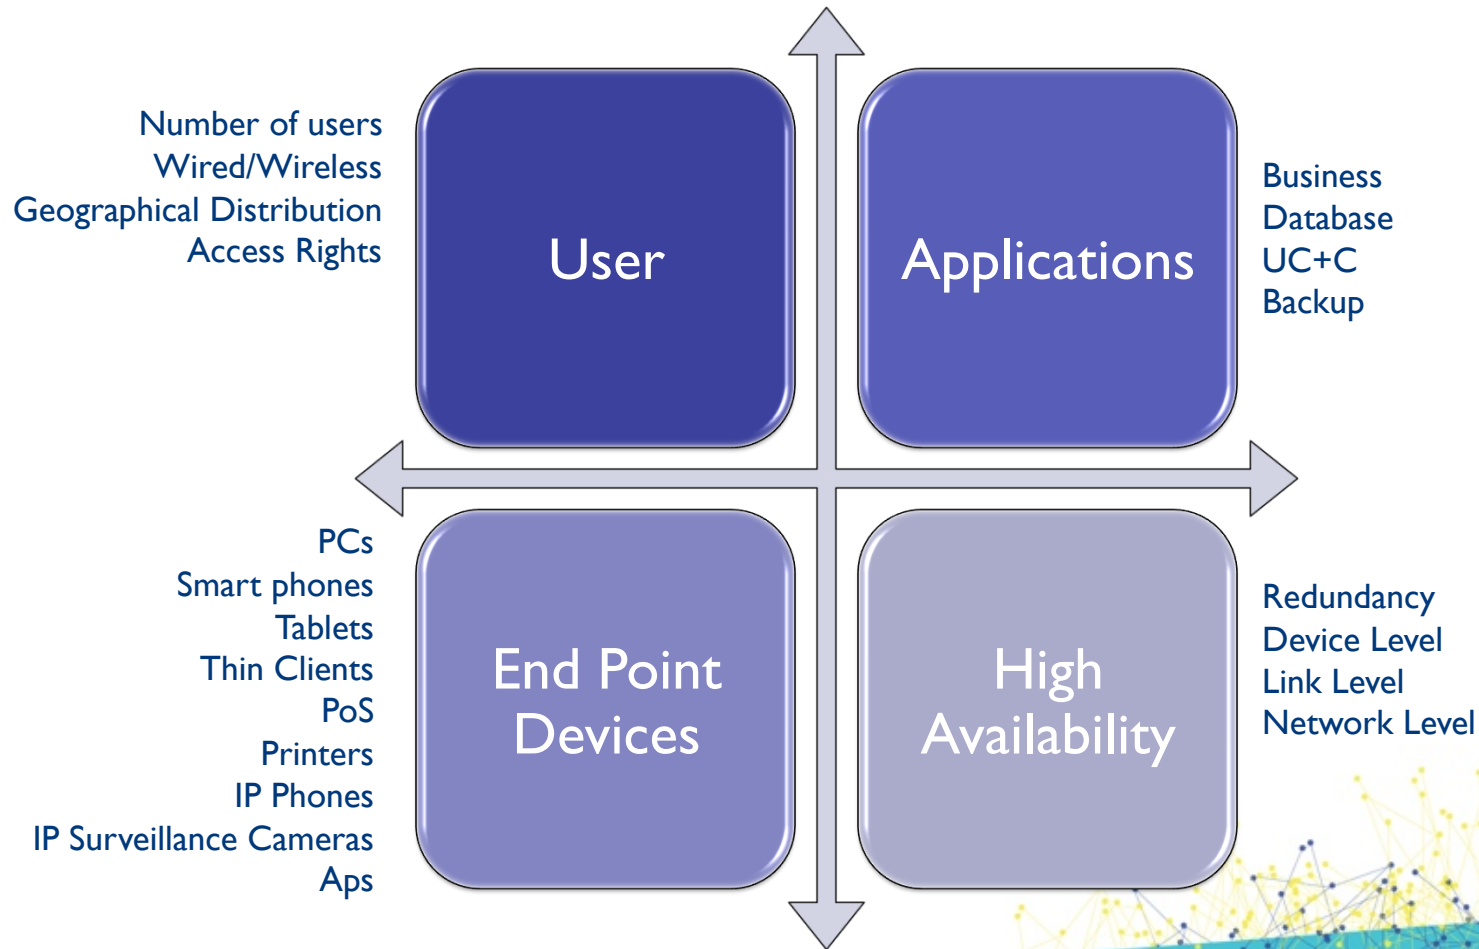 Number of users
Wired/Wireless
Geographical Distribution
Access Rights
User
Applications
Business
Database
UC+C
Backup
PCs
Smart phones
Tablets
Thin Clients
PoS
Printers
IP Phones
IP Surveillance Cameras
Aps
End Point
Devices
High
Availability
Redundancy
Device Level
Link Level
Network Level